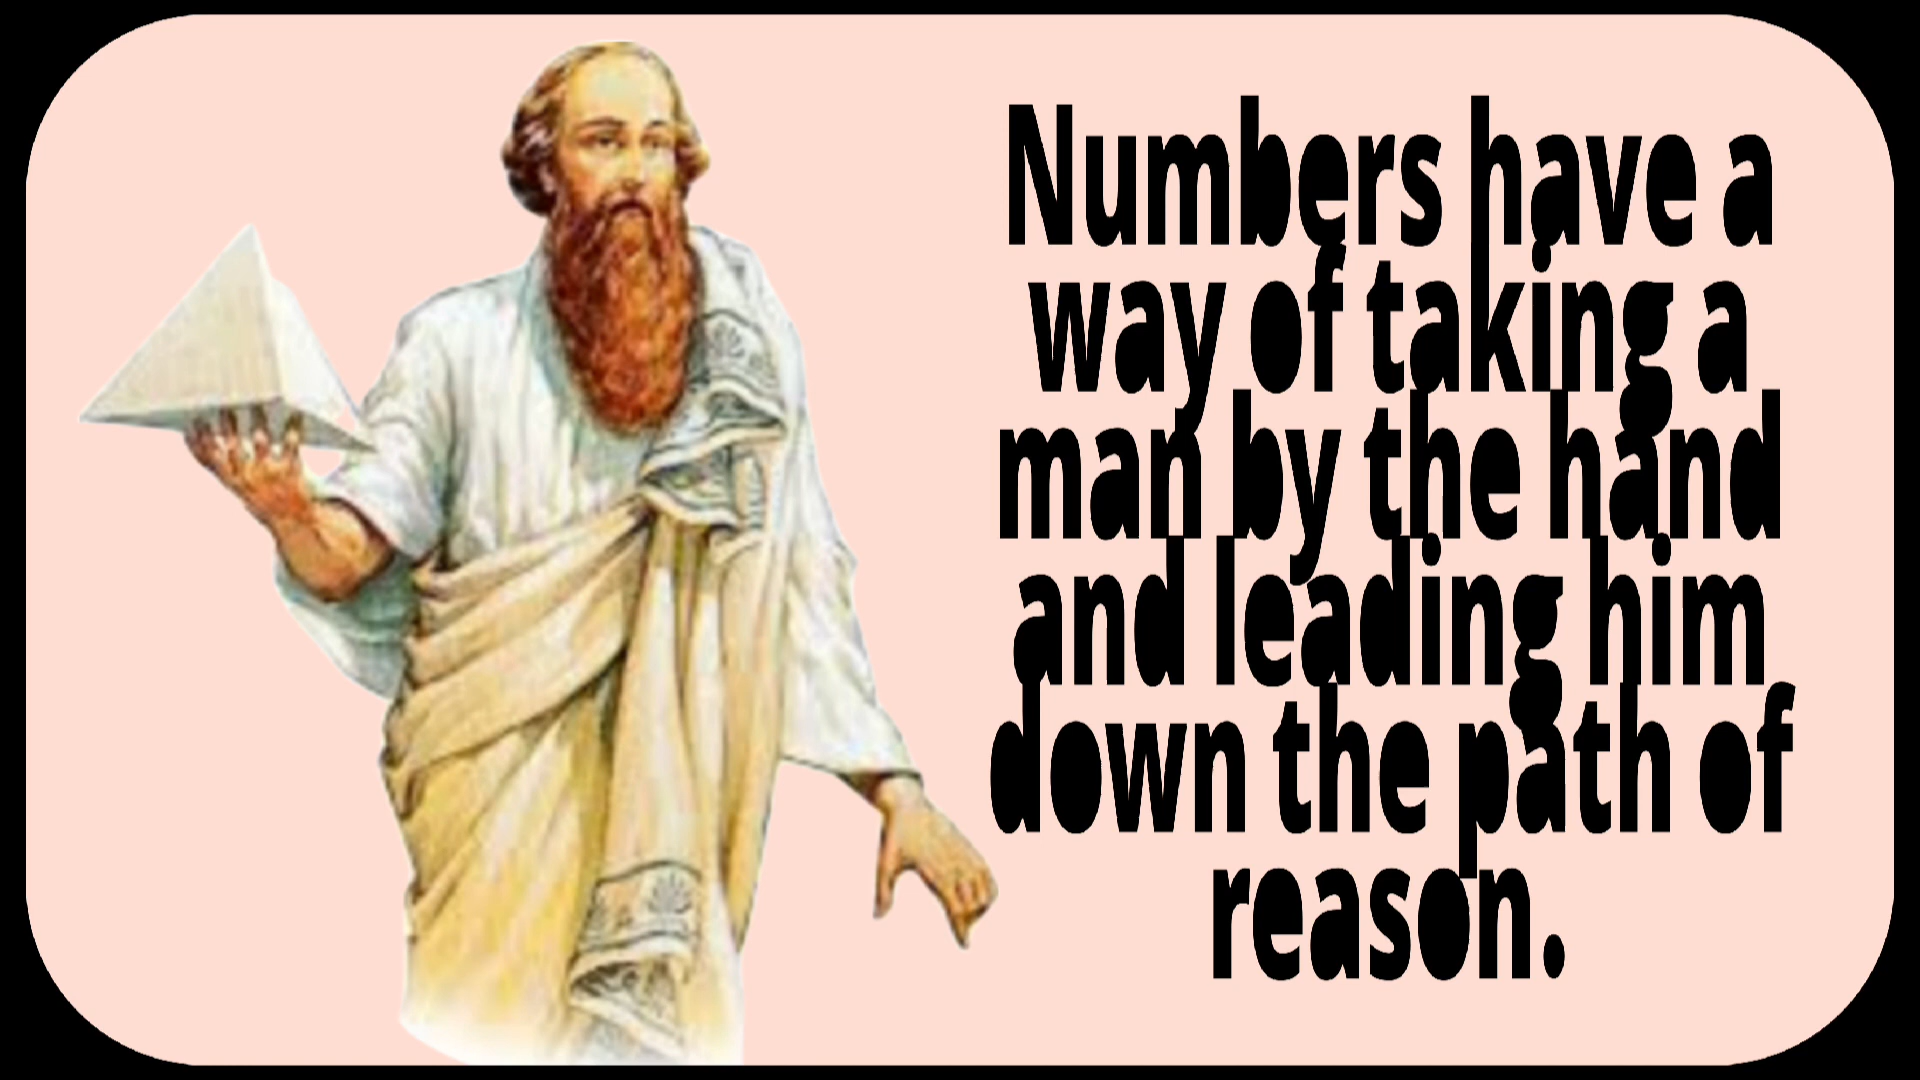 Numbers have a
way of taking a
man by the hand
and leading him
down the path of
reason.